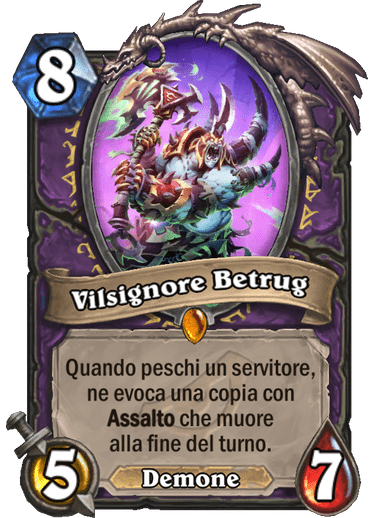 8
Vilsignore Betrug
Quando peschi un servitore,
ne evoca una copia con
Assalto che muore
alla fine del turno.
5
Demone
7